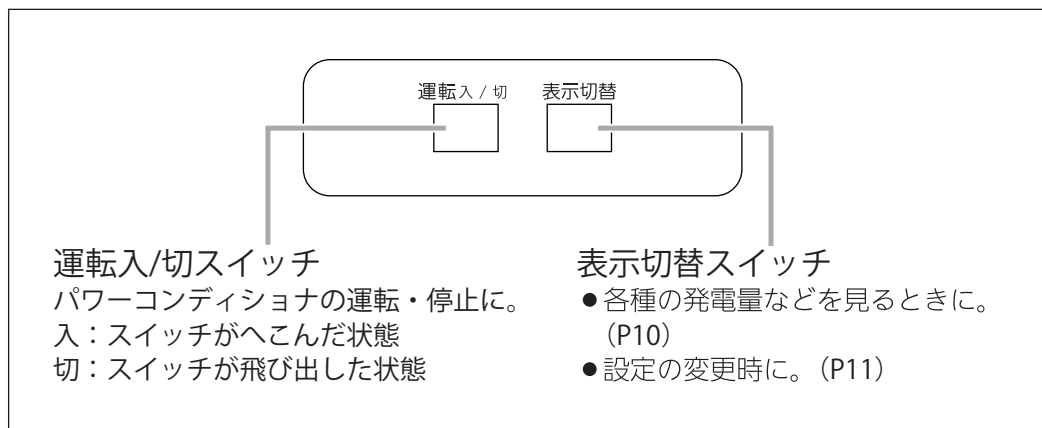 運転入 / 切
表示切替
運転入/切スイッチ
パワーコンディショナの運転・停止に。
入：スイッチがへこんだ状態
切：スイッチが飛び出した状態
表示切替スイッチ
●各種の発電量などを見るときに。
（P10）
●設定の変更時に。（P11）